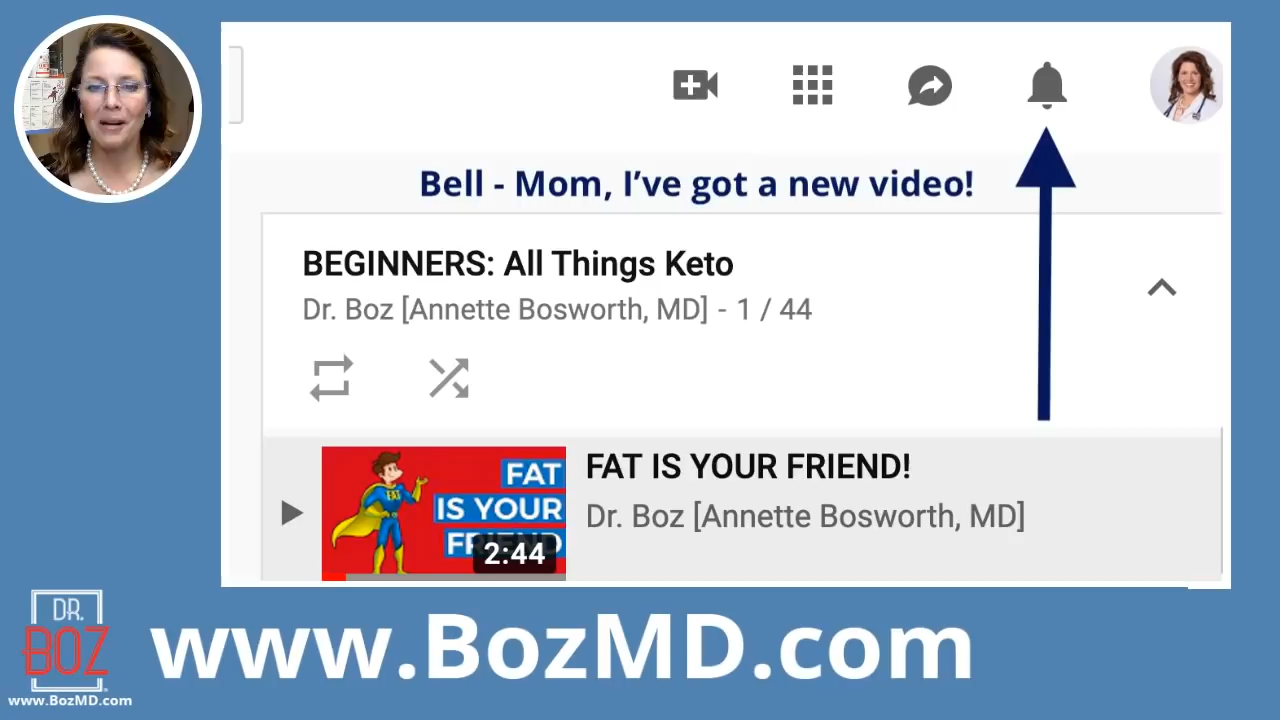 Bell - Mom, I've got a new video!
BEGINNERS: All Things Keto
Dr. Boz [Annette Bosworth, MD] - 1 / 44
FAT
IS YOUR
FRIEND
2:44
FAT IS YOUR FRIEND!
Dr. Boz [Annette Bosworth, MD]
DR.
BOZ
www.BozMD.com
www.BozMD.com